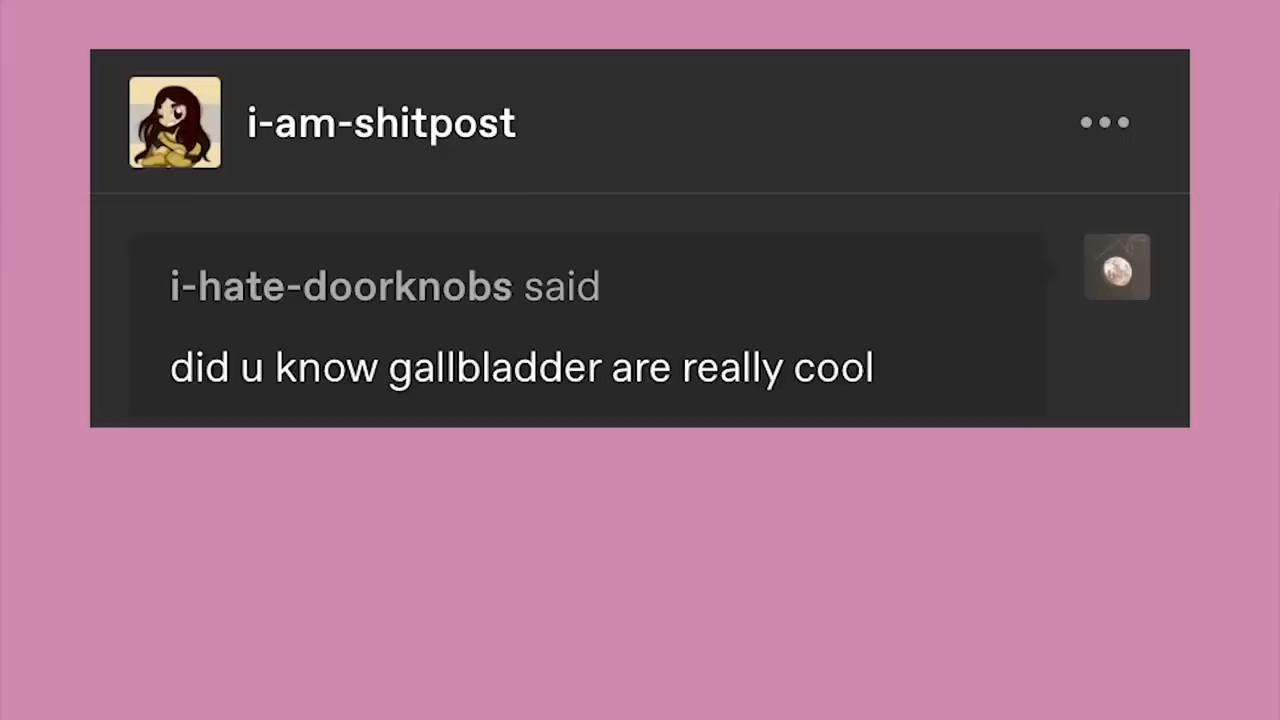 i-am-shitpost
i-hate-doorknobs said
did u know gallbladder are really cool